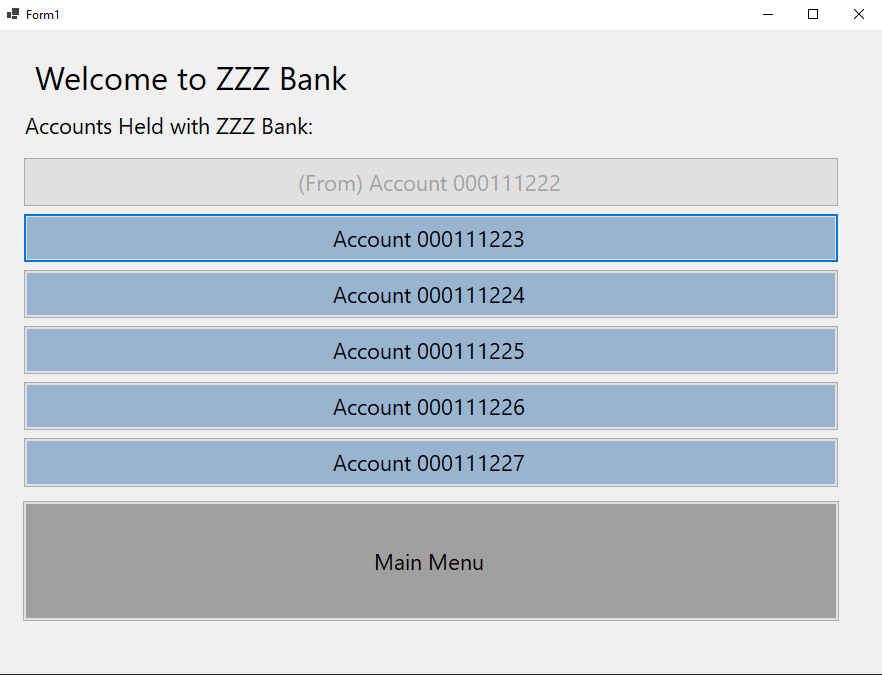 Form1
Welcome to ZZZ Bank
Accounts Held with ZZZ Bank:
(From) Account 000111222
Account 000111223
Account 000111224
Account 000111225
Account 000111226
Account 000111227
Main Menu